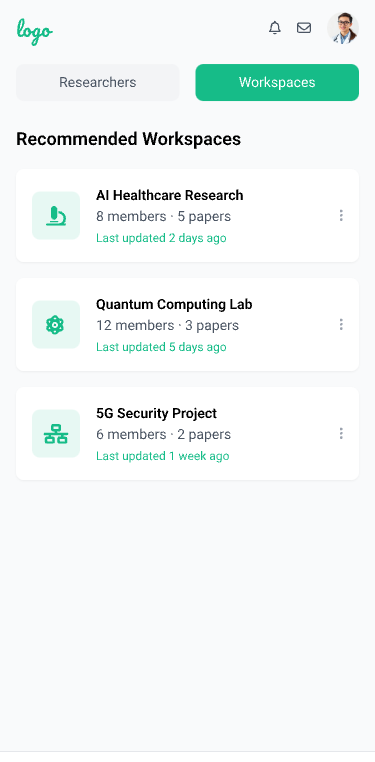 logo
Researchers
Workspaces
Recommended Workspaces
AI Healthcare Research
8 members · 5 papers
Last updated 2 days ago
Quantum Computing Lab
12 members · 3 papers
Last updated 5 days ago
5G Security Project
6 members · 2 papers
Last updated 1 week ago